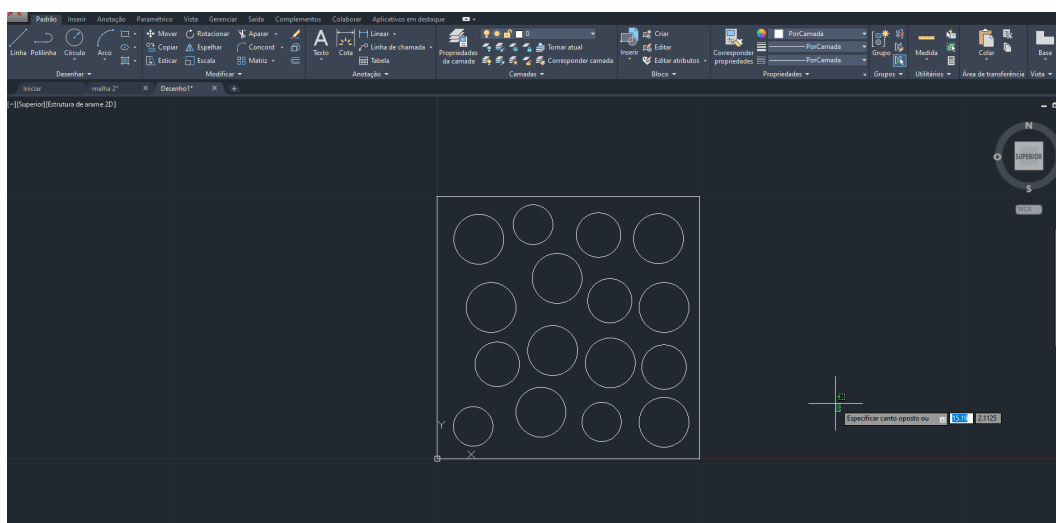 Padrão Inserir Anotação Paramétrico Vista Gerenciar Saída Complementos Colaborar Aplicativos em destaque
Linha Polilinha Círculo Arco
Mover Rotacionar Aparar
Copiar Espelhar Concord
Esticar Escala Matriz
Texto Cota
Linear
Linha de chamada
Tabela
Propriedades da camada
0
Tornar atual
Corresponder camada
Inserir
Criar
Editar
Editar atributos
Corresponder propriedades
PorCamada
PorCamada
PorCamada
Grupo
Medida
Colar
Base
Desenhar Modificar Anotação Camadas Bloco Propriedades Grupos Utilitários Área de transferência Vista
Iniciar malha 2* Desenho1*
[−][Superior][Estrutura de arame 2D]
N
O SUPERIOR
S
WCS
Especificar canto oposto ou 2.1125
Y
X